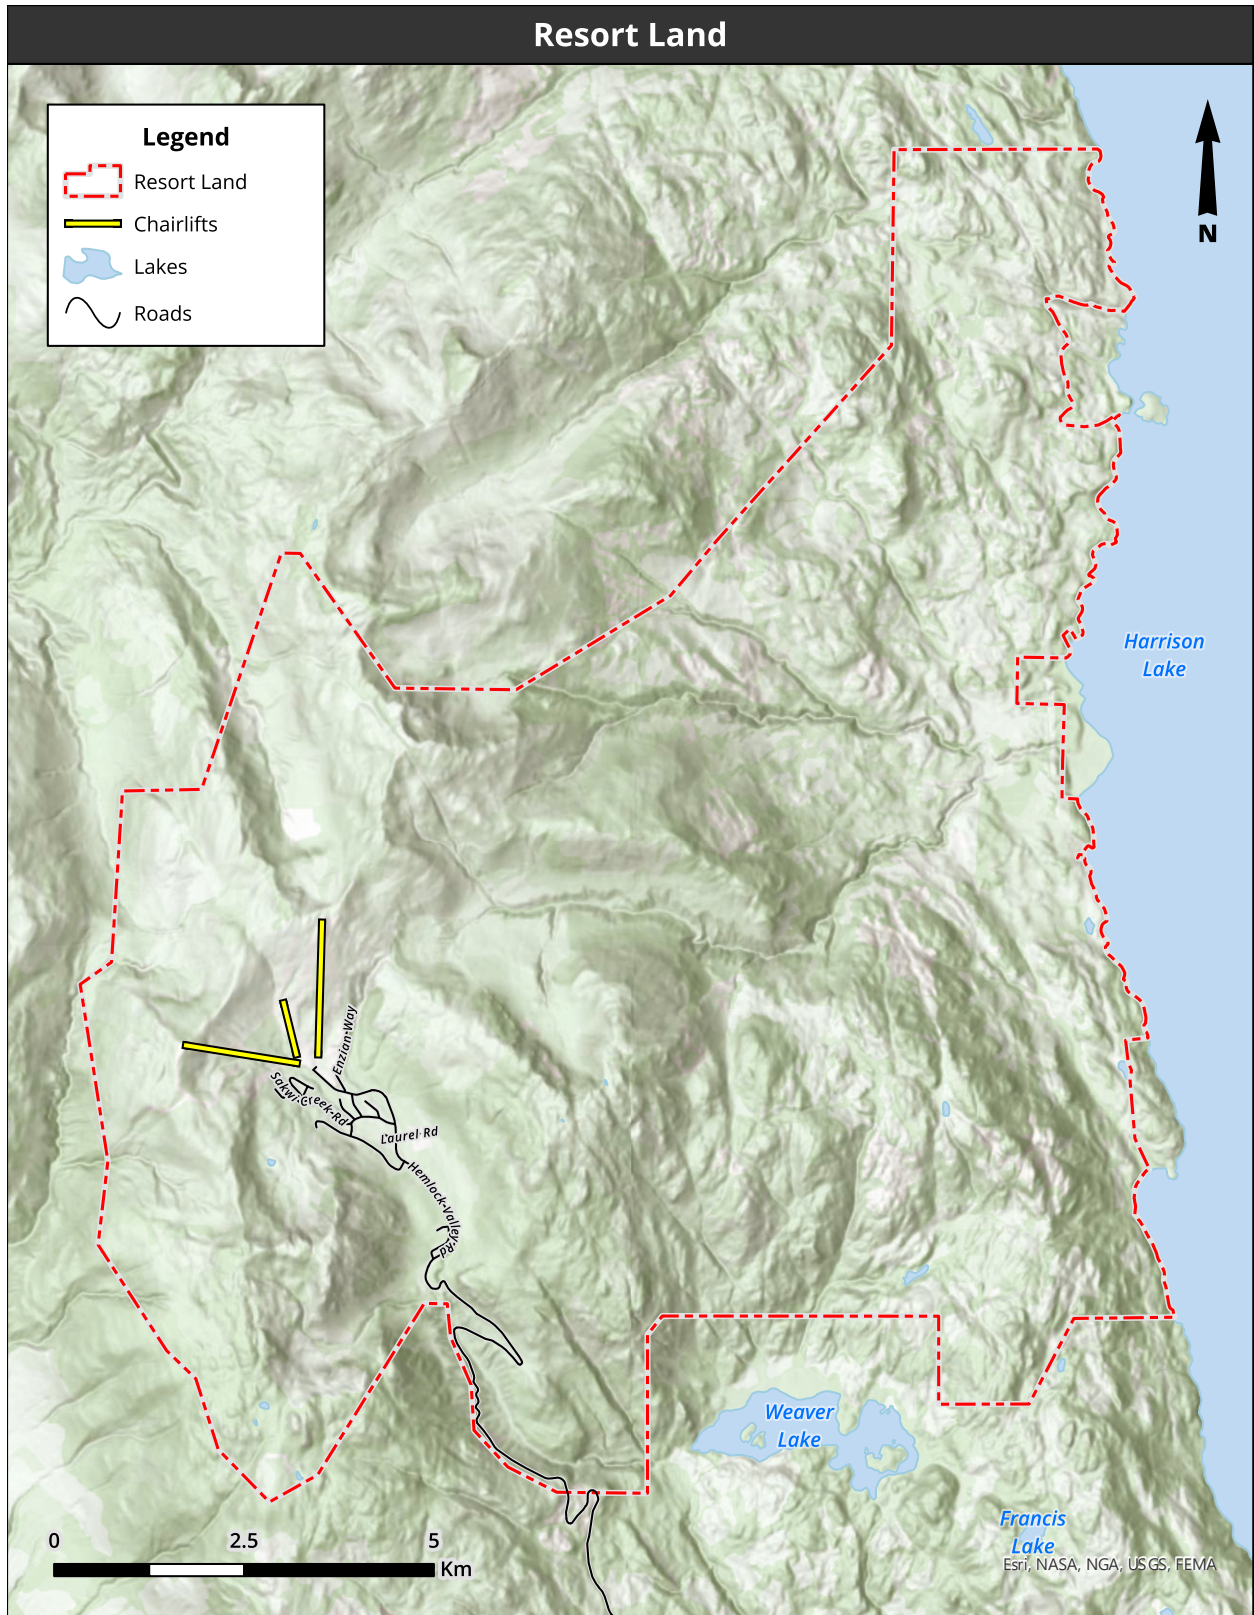 Resort Land
Legend
Resort Land
Chairlifts
Lakes
Roads
N
Harrison
Lake
Enzian Way
Sakwi Creek Rd
Laurel Rd
Hemlock Valley Rd
Weaver
Lake
Francis
Lake
0 2.5 5
Km
Esri, NASA, NGA, USGS, FEMA